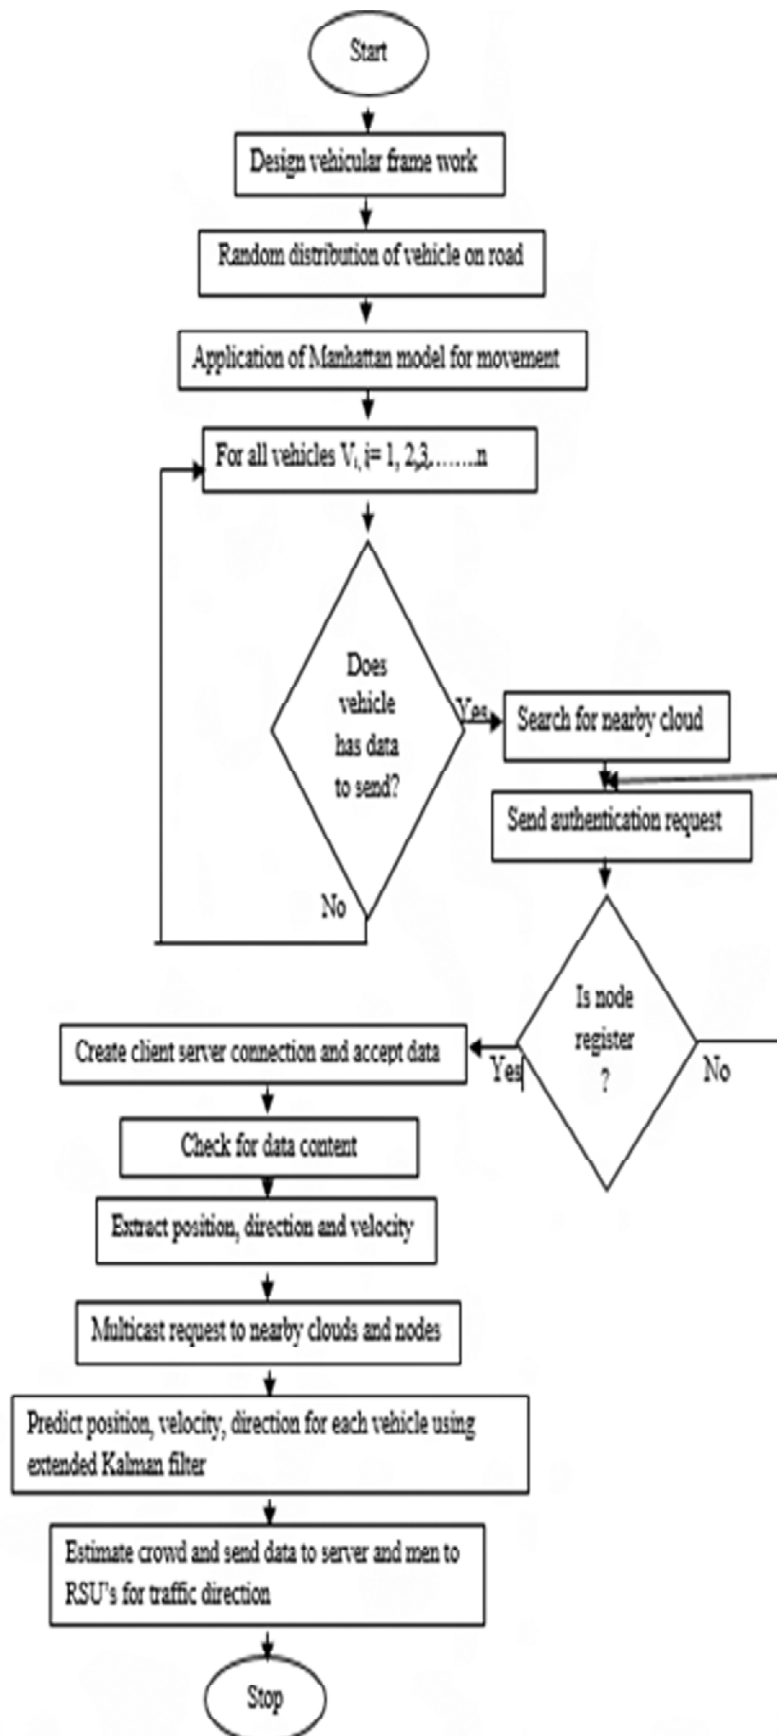 Start
Design vehicular frame work
Random distribution of vehicle on road
Application of Manhattan model for movement
For all vehicles Vi, i= 1, 2,3,.......n
Does
vehicle
has data
to send?
Yes
Search for nearby cloud
Send authentication request
No
Is node
register
?
Yes
No
Create client server connection and accept data
Check for data content
Extract position, direction and velocity
Multicast request to nearby clouds and nodes
Predict position, velocity, direction for each vehicle using
extended Kalman filter
Estimate crowd and send data to server and men to
RSU's for traffic direction
Stop